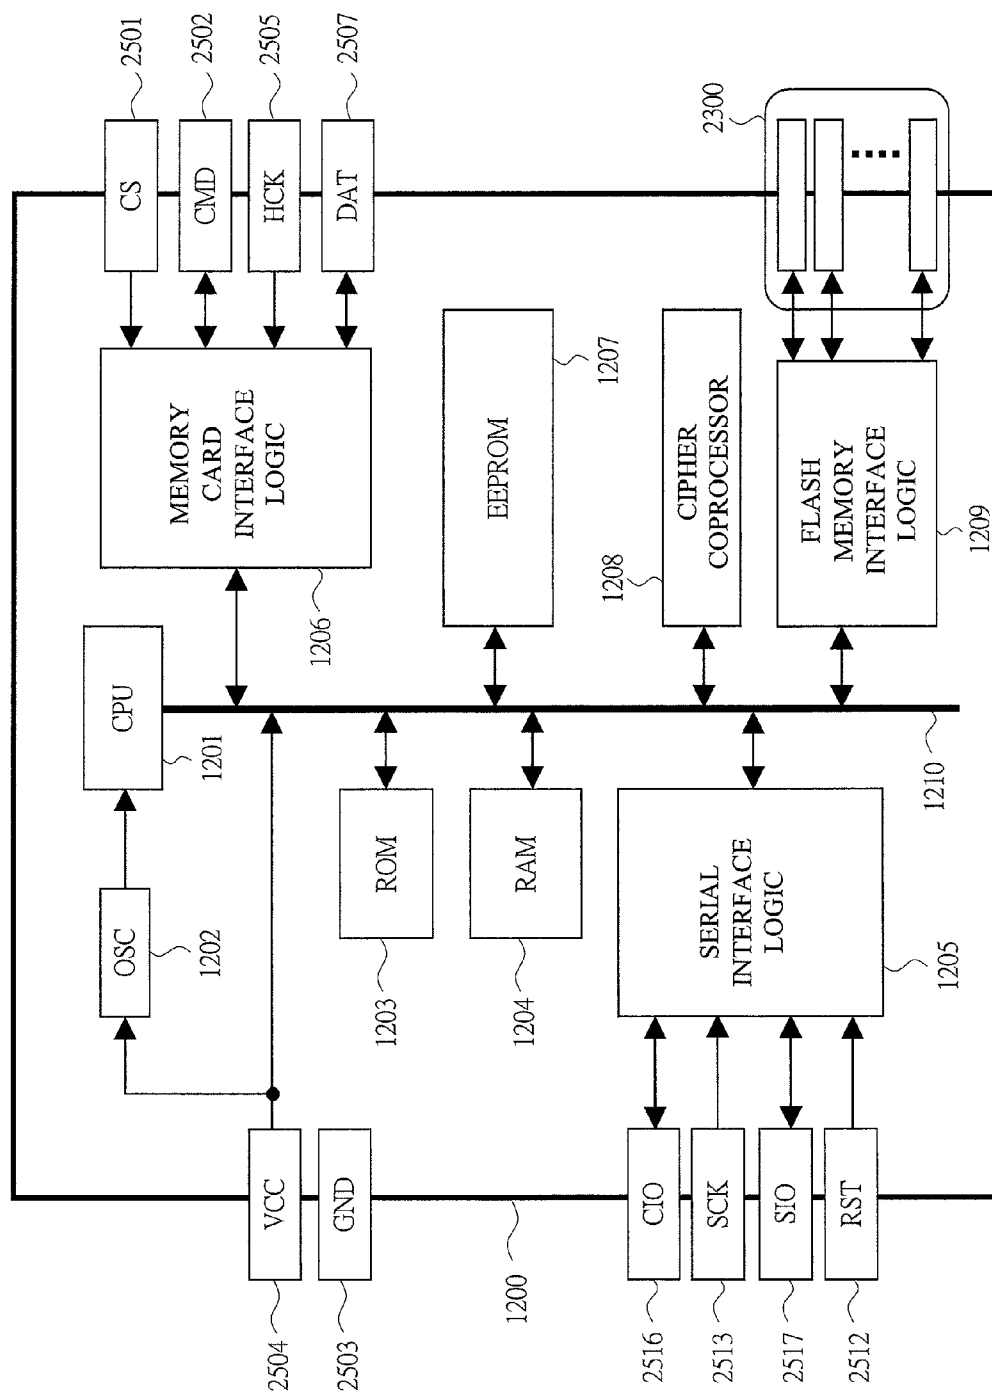 2501
2502
2505
2507
CS
CMD
HCK
DAT
2300
MEMORY
CARD
INTERFACE
LOGIC
EEPROM
1207
CIPHER
COPROCESSOR
FLASH
MEMORY
INTERFACE
LOGIC
1209
1206
1208
CPU
1201
1210
OSC
1202
ROM
1203
RAM
1204
SERIAL
INTERFACE
LOGIC
1205
VCC
GND
1200
CIO
SCK
SIO
RST
2504
2503
2516
2513
2517
2512